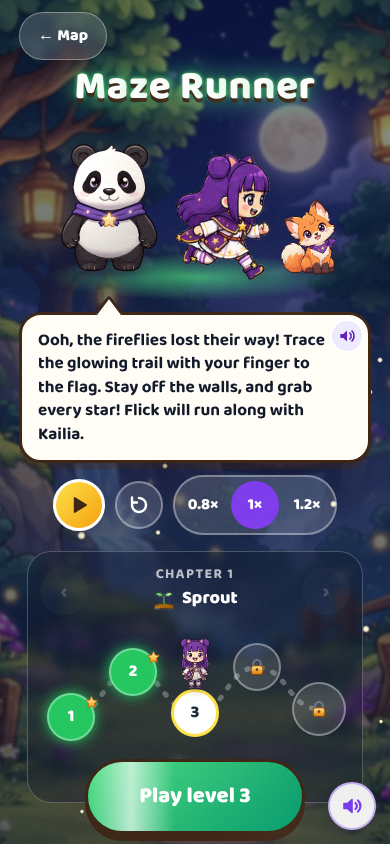 ← Map
Maze Runner
Ooh, the fireflies lost their way! Trace
the glowing trail with your finger to
the flag. Stay off the walls, and grab
every star! Flick will run along with
Kailia.
0.8× 1× 1.2×
CHAPTER 1
Sprout
1 2 3
Play level 3